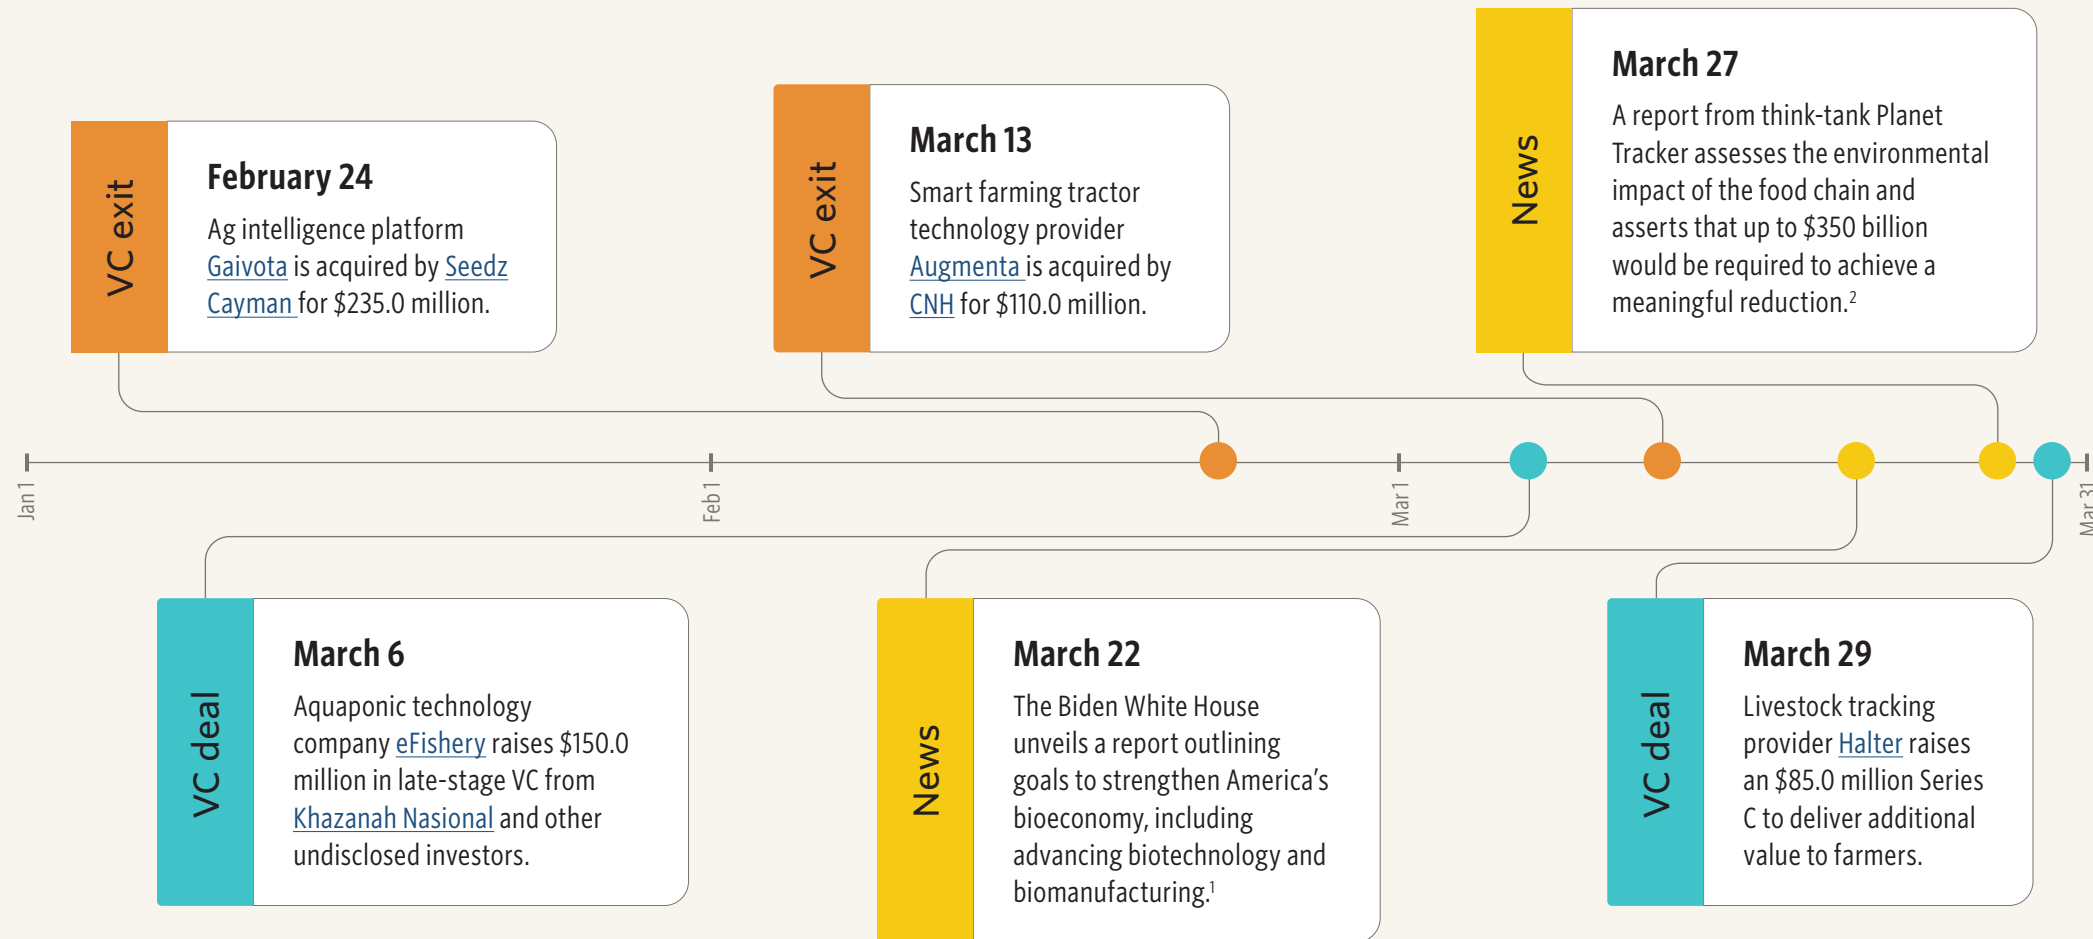 VC exit
February 24
Ag intelligence platform
Gaivota is acquired by Seedz
Cayman for $235.0 million.
VC exit
March 13
Smart farming tractor
technology provider
Augmenta is acquired by
CNH for $110.0 million.
News
March 27
A report from think-tank Planet
Tracker assesses the environmental
impact of the food chain and
asserts that up to $350 billion
would be required to achieve a
meaningful reduction.2
Jan 1
Feb 1
Mar 1
Mar 31
VC deal
March 6
Aquaponic technology
company eFishery raises $150.0
million in late-stage VC from
Khazanah Nasional and other
undisclosed investors.
News
March 22
The Biden White House
unveils a report outlining
goals to strengthen America’s
bioeconomy, including
advancing biotechnology and
biomanufacturing.1
VC deal
March 29
Livestock tracking
provider Halter raises
an $85.0 million Series
C to deliver additional
value to farmers.